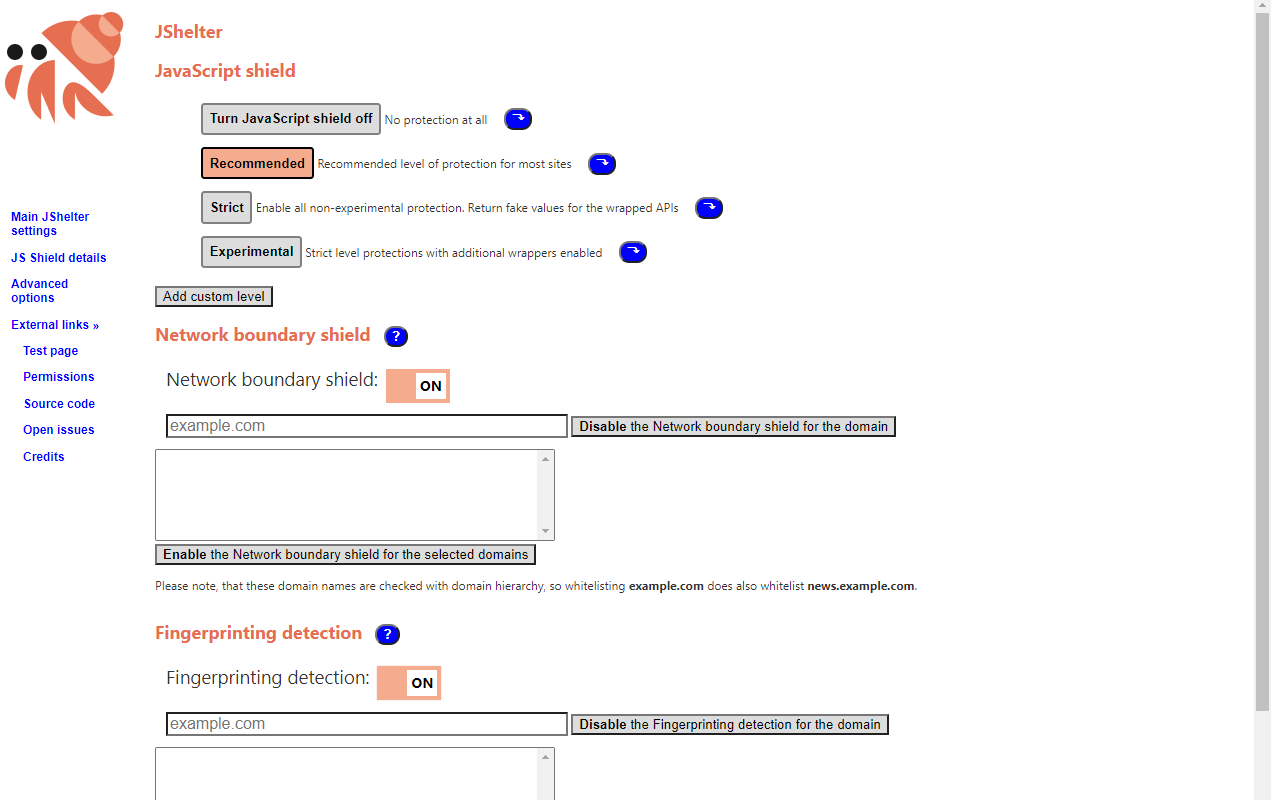 JShelter
JavaScript shield
Turn JavaScript shield off No protection at all
Recommended Recommended level of protection for most sites
Strict Enable all non-experimental protection. Return fake values for the wrapped APIs
Experimental Strict level protections with additional wrappers enabled
Add custom level
Main JShelter
settings
JS Shield details
Advanced
options
External links »
Test page
Permissions
Source code
Open issues
Credits
Network boundary shield ?
Network boundary shield: ON
example.com Disable the Network boundary shield for the domain
Enable the Network boundary shield for the selected domains
Please note, that these domain names are checked with domain hierarchy, so whitelisting example.com does also whitelist news.example.com.
Fingerprinting detection ?
Fingerprinting detection: ON
example.com Disable the Fingerprinting detection for the domain